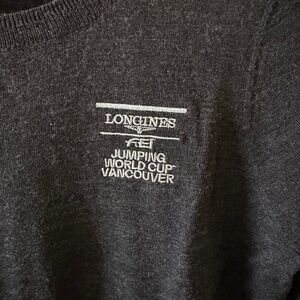 LONGINES
FEI
JUMPING
WORLD CUP™
VANCOUVER